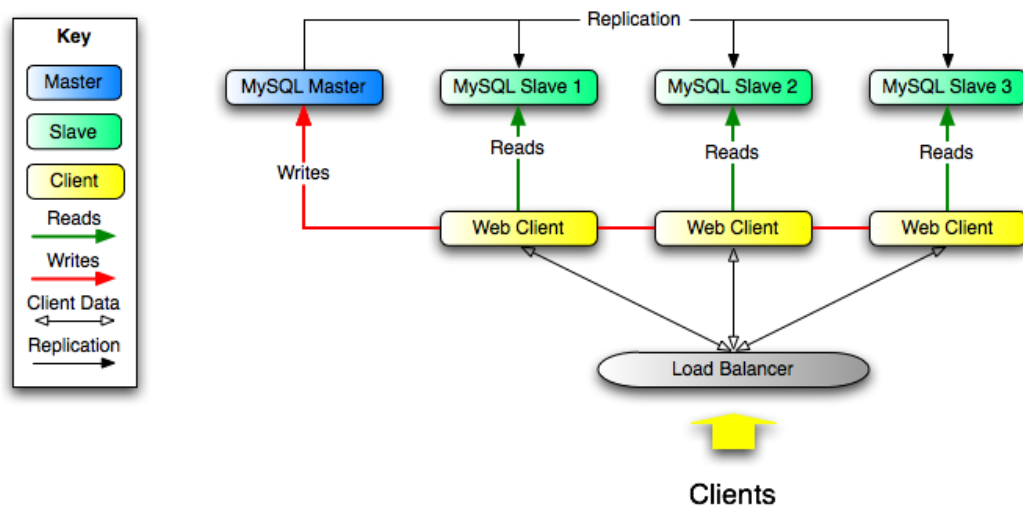 Key
Master
Slave
Client
Reads
Writes
Client Data
Replication
Replication
MySQL Master
MySQL Slave 1
MySQL Slave 2
MySQL Slave 3
Writes
Reads
Reads
Reads
Web Client
Web Client
Web Client
Load Balancer
Clients